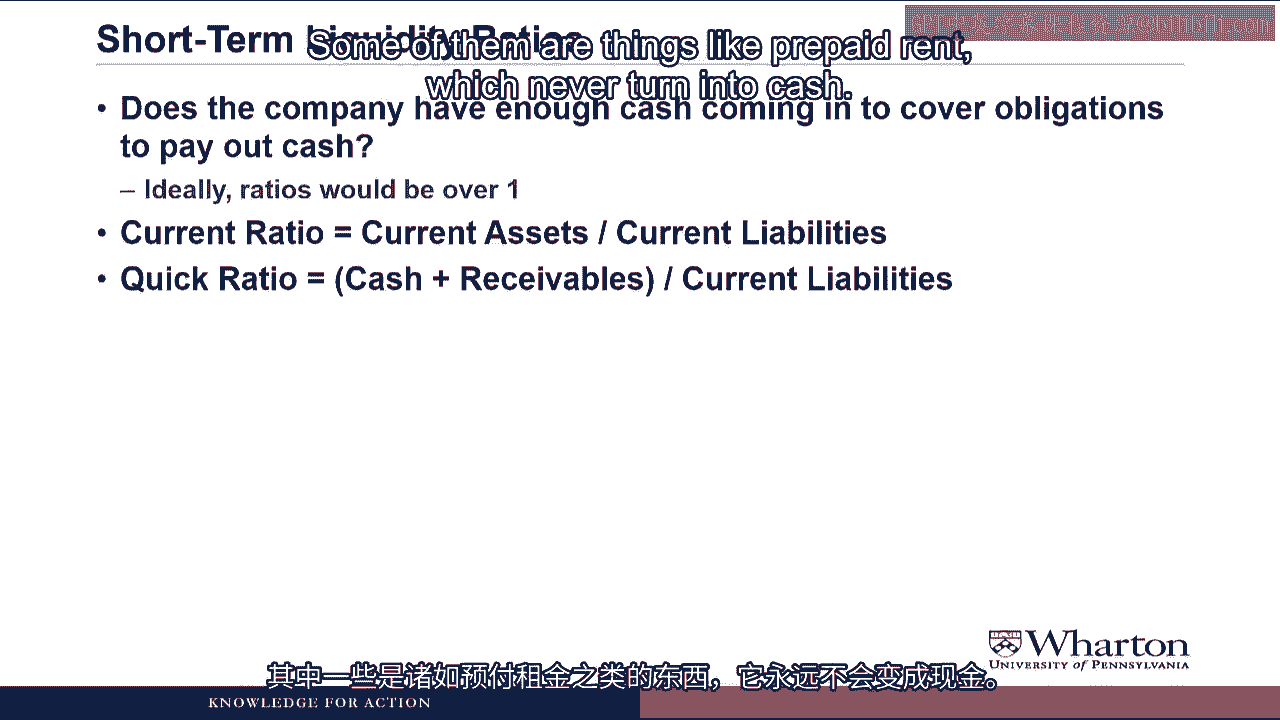 Short-Term Liquidity Ratios
Some of them are things like prepaid rent,
which never turn into cash.
• Does the company have enough cash coming in to cover obligations
to pay out cash?
– Ideally, ratios would be over 1
• Current Ratio = Current Assets / Current Liabilities
• Quick Ratio = (Cash + Receivables) / Current Liabilities
Wharton
UNIVERSITY of PENNSYLVANIA
其中一些是诸如预付租金之类的东西，它永远不会变成现金。
KNOWLEDGE FOR ACTION